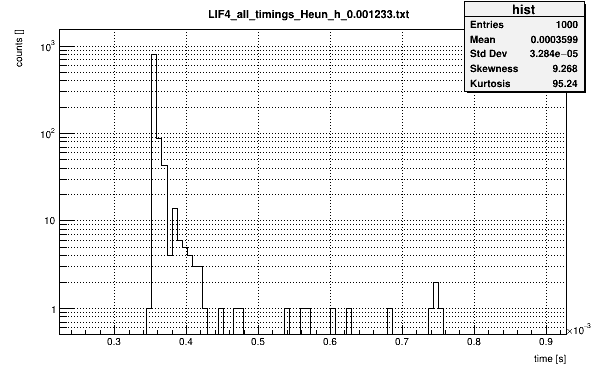 LIF4_all_timings_Heun_h_0.001233.txt
hist
Entries 1000
Mean 0.0003599
Std Dev 3.284e−05
Skewness 9.268
Kurtosis 95.24
counts []
10³
10²
10
1
0.3 0.4 0.5 0.6 0.7 0.8 0.9
×10⁻³
time [s]